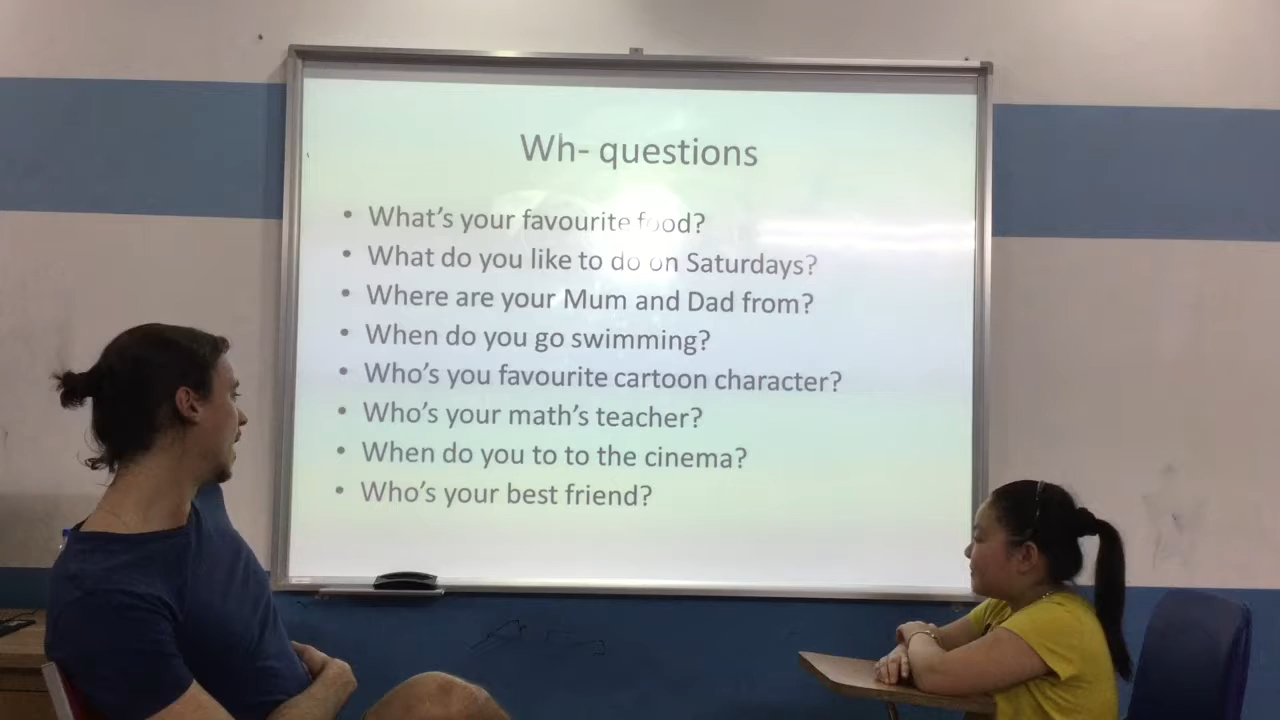 Wh- questions
• What's your favourite food?
• What do you like to do on Saturdays?
• Where are your Mum and Dad from?
• When do you go swimming?
• Who's you favourite cartoon character?
• Who's your math's teacher?
• When do you to to the cinema?
• Who's your best friend?